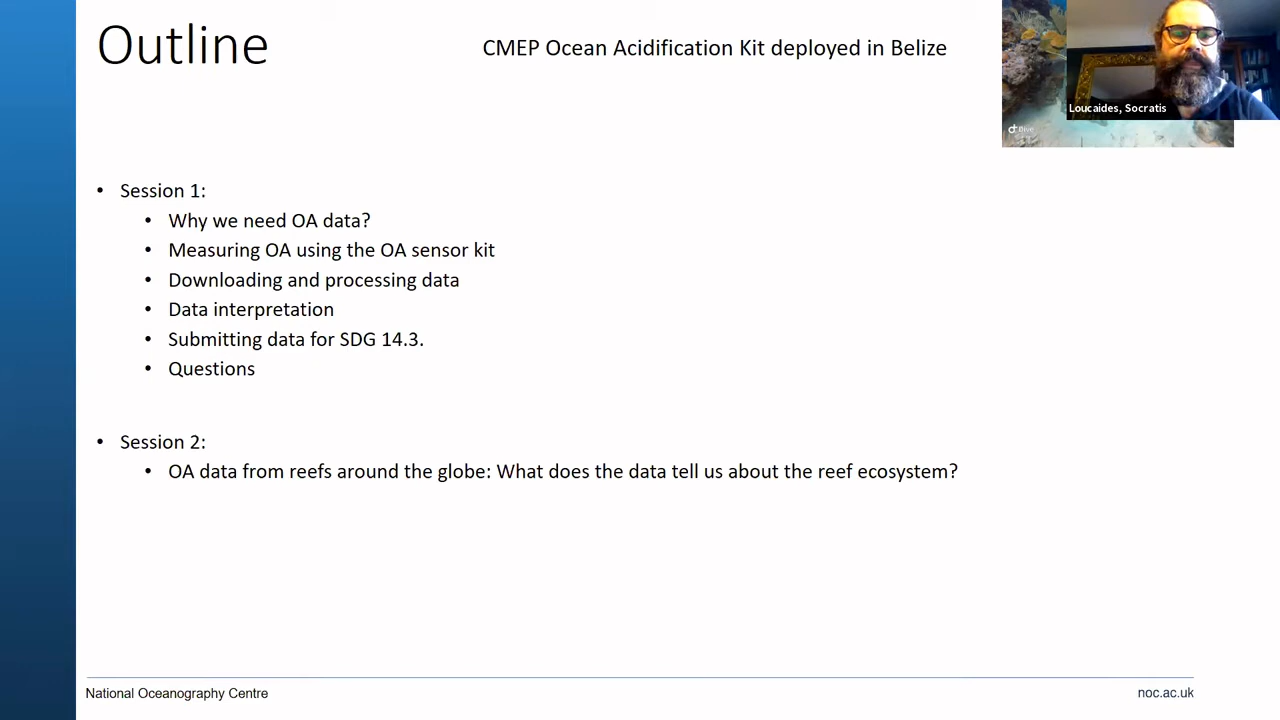 Outline
CMEP Ocean Acidification Kit deployed in Belize
Loucaides, Socratis
Dive
• Session 1:
• Why we need OA data?
• Measuring OA using the OA sensor kit
• Downloading and processing data
• Data interpretation
• Submitting data for SDG 14.3.
• Questions
• Session 2:
• OA data from reefs around the globe: What does the data tell us about the reef ecosystem?
National Oceanography Centre
noc.ac.uk